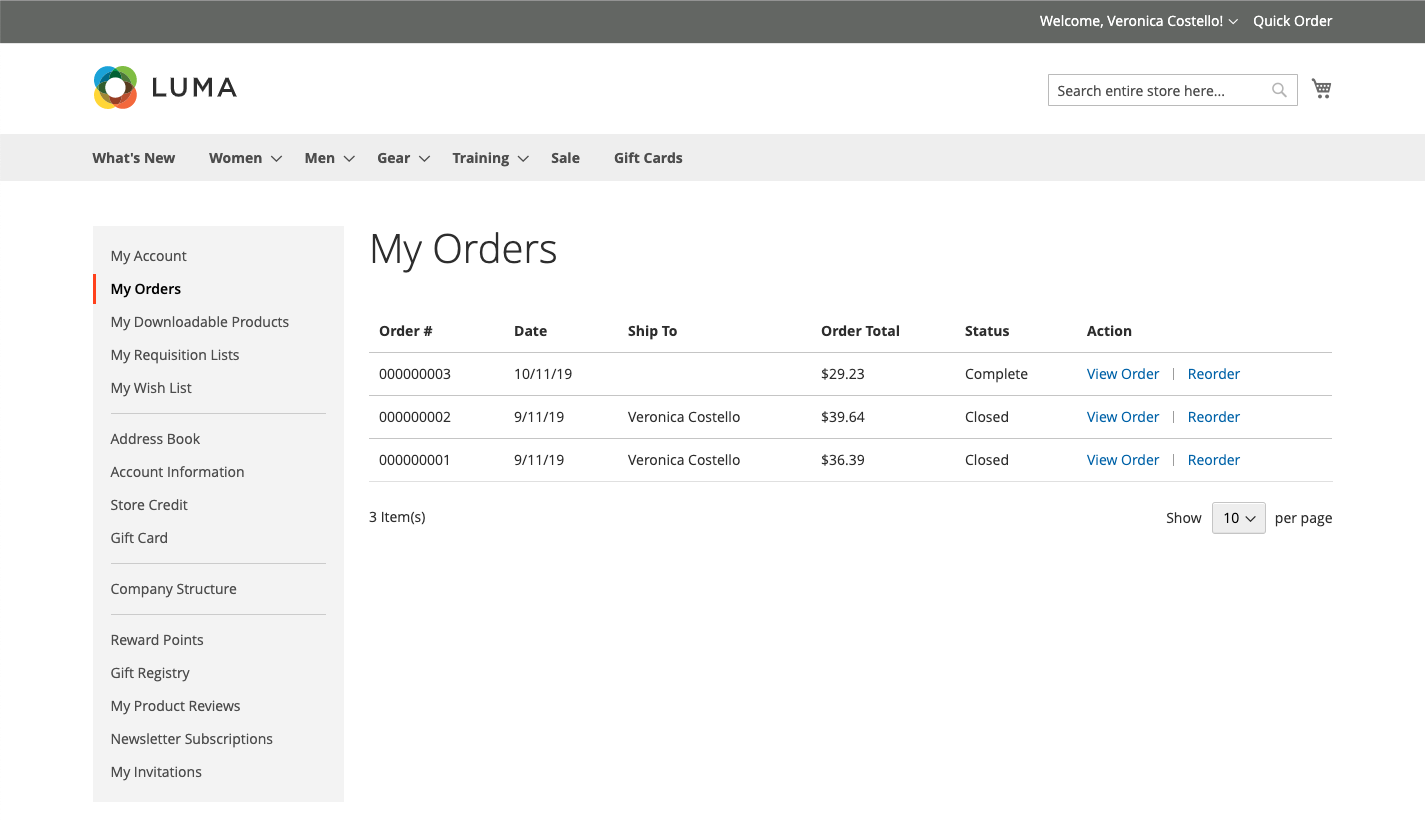 Welcome, Veronica Costello! Quick Order
LUMA
Search entire store here...
What's New Women Men Gear Training Sale Gift Cards
My Account
My Orders
My Downloadable Products
My Requisition Lists
My Wish List
Address Book
Account Information
Store Credit
Gift Card
Company Structure
Reward Points
Gift Registry
My Product Reviews
Newsletter Subscriptions
My Invitations
My Orders
Order # Date Ship To Order Total Status Action
000000003 10/11/19 $29.23 Complete View Order | Reorder
000000002 9/11/19 Veronica Costello $39.64 Closed View Order | Reorder
000000001 9/11/19 Veronica Costello $36.39 Closed View Order | Reorder
3 Item(s) Show 10 per page